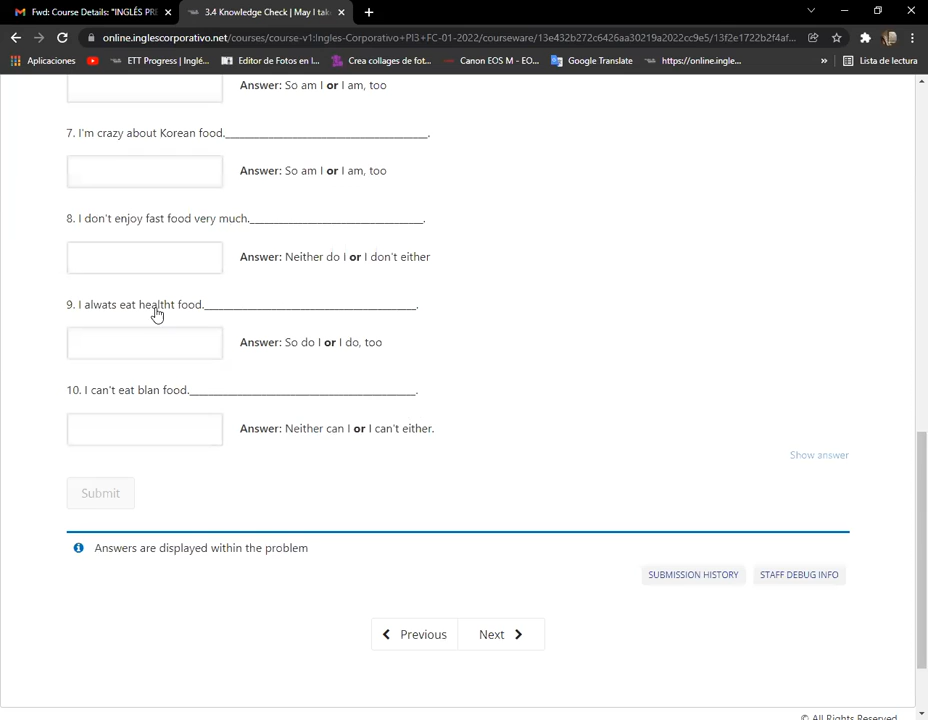 Fwd: Course Details: "INGLÉS PRE
3.4 Knowledge Check | May I tak
online.inglescorporativo.net/courses/course-v1:Ingles-Corporativo+PI3+FC-01-2022/courseware/13e432b272c6426aa30219a2022cc9e5/13f2e1722b2f4af...
Aplicaciones ETT Progress | Inglé... Editor de Fotos en l... Crea collages de fot... Canon EOS M - EO... Google Translate https://online.ingle... » Lista de lectura
Answer: So am I or I am, too
7. I'm crazy about Korean food.________________________________________.
Answer: So am I or I am, too
8. I don't enjoy fast food very much.__________________________________.
Answer: Neither do I or I don't either
9. I alwats eat healtht food.__________________________________________.
Answer: So do I or I do, too
10. I can't eat blan food._____________________________________________.
Answer: Neither can I or I can't either.
Show answer
Submit
Answers are displayed within the problem
SUBMISSION HISTORY STAFF DEBUG INFO
Previous Next
© All Rights Reserved